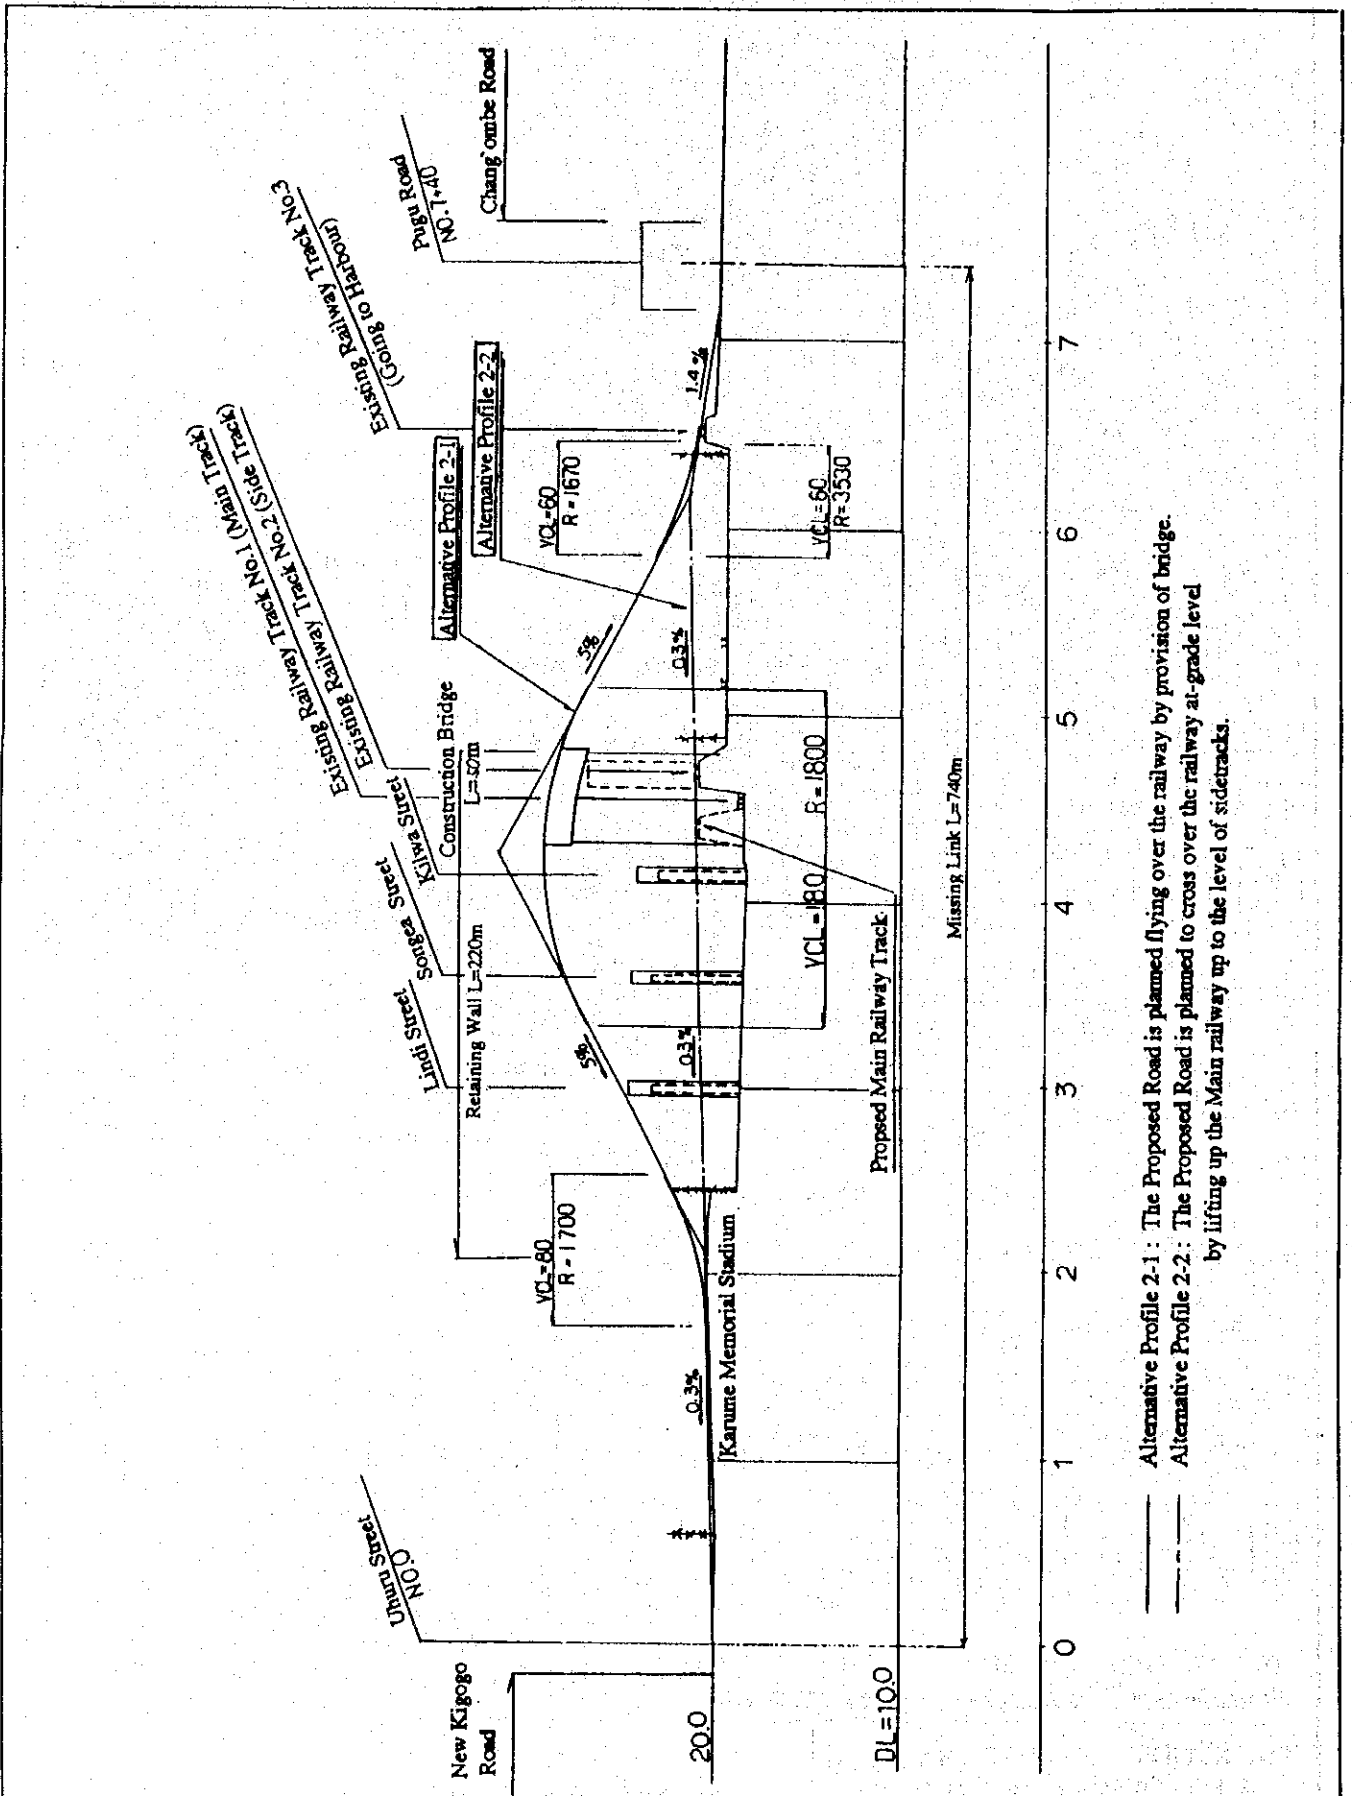 Existing Railway Track No.3
(Going to Harbour)
Pugu Road
NO.7+40
Chang'ombe Road
Existing Railway Track No.1 (Main Track)
Existing Railway Track No.2 (Side Track)
Kilwa Street
Songea Street
Lindi Street
Uhuru Street
NO.0
New Kigogo
Road
Alternative Profile 2-1
Alternative Profile 2-2
Construction Bridge
Retaining Wall L=220m
VCL=80
R=1700
VCL=60
R=1670
VCL=60
R=3530
VCL=180
R=1800
5%
5%
0.3%
0.3%
0.3%
1.4%
Karume Memorial Stadium
Propsed Main Railway Track
Missing Link L=740m
20.0
DL=10.0
0
1
2
3
4
5
6
7
Alternative Profile 2-1 : The Proposed Road is planned flying over the railway by provision of bridge.
Alternative Profile 2-2 : The Proposed Road is planned to cross over the railway at-grade level
by lifting up the Main railway up to the level of sidetracks.